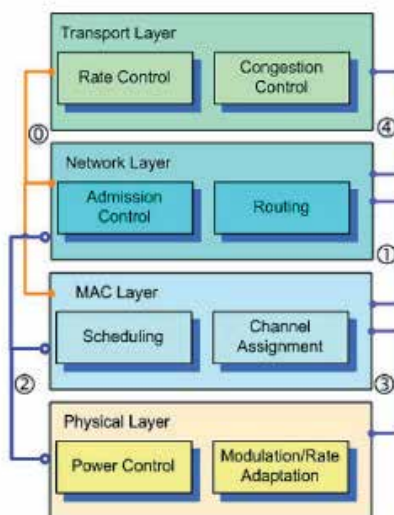 Transport Layer
Rate Control
Congestion
Control
⓪
④
Network Layer
Admission
Control
Routing
①
MAC Layer
Scheduling
Channel
Assignment
②
③
Physical Layer
Power Control
Modulation/Rate
Adaptation